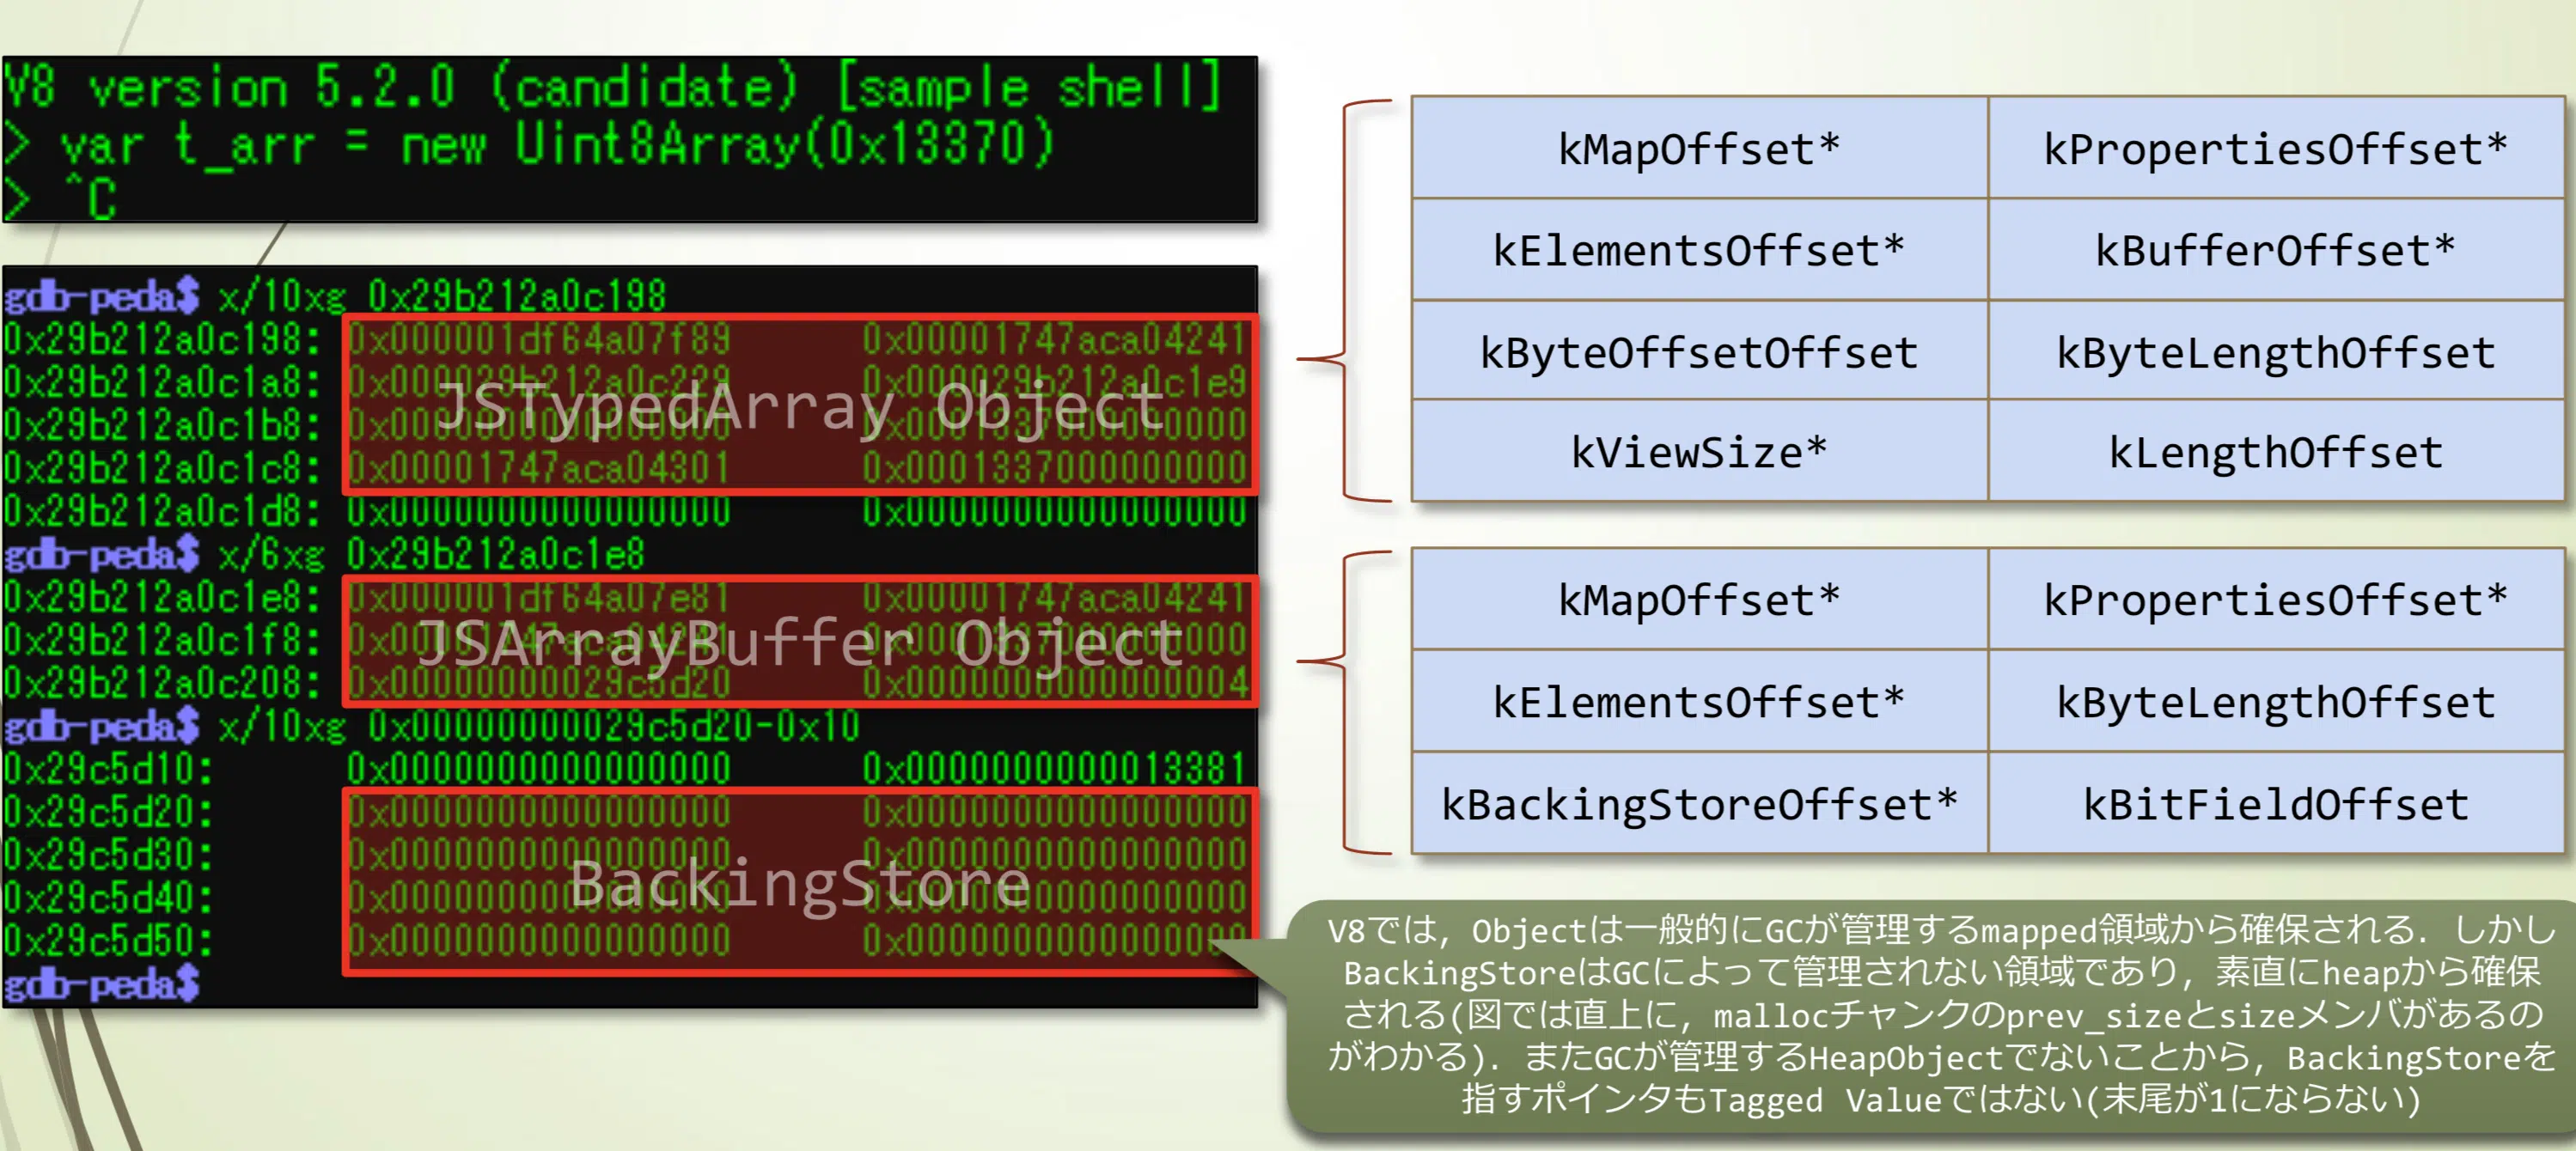 V8 version 5.2.0 (candidate) [sample shell]
> var t_arr = new Uint8Array(0x13370)
> ^C
gdb-peda$ x/10xg 0x29b212a0c198
0x29b212a0c198: 0x000001df64a07f89 0x00001747aca04241
0x29b212a0c1a8: 0x000029b212a0c229 0x000029b212a0c1e9
0x29b212a0c1b8: 0x0000000000000000 0x0001337000000000
0x29b212a0c1c8: 0x00001747aca04301 0x0001337000000000
JSTypedArray Object
0x29b212a0c1d8: 0x0000000000000000 0x0000000000000000
gdb-peda$ x/6xg 0x29b212a0c1e8
0x29b212a0c1e8: 0x000001df64a07e81 0x00001747aca04241
0x29b212a0c1f8: 0x0001337000000000
0x29b212a0c208: 0x0000000029c5d20 0x0000000000000004
JSArrayBuffer Object
gdb-peda$ x/10xg 0x00000000029c5d20-0x10
0x29c5d10: 0x0000000000000000 0x0000000000013381
0x29c5d20: 0x0000000000000000 0x0000000000000000
0x29c5d30: 0x0000000000000000 0x0000000000000000
0x29c5d40: 0x0000000000000000 0x0000000000000000
0x29c5d50: 0x0000000000000000 0x0000000000000000
BackingStore
gdb-peda$
kMapOffset* kPropertiesOffset*
kElementsOffset* kBufferOffset*
kByteOffsetOffset kByteLengthOffset
kViewSize* kLengthOffset
kMapOffset* kPropertiesOffset*
kElementsOffset* kByteLengthOffset
kBackingStoreOffset* kBitFieldOffset
V8では, Objectは一般的にGCが管理するmapped領域から確保される. しかし
BackingStoreはGCによって管理されない領域であり, 素直にheapから確保
される(図では直上に, mallocチャンクのprev_sizeとsizeメンバがあるの
がわかる). またGCが管理するHeapObjectでないことから, BackingStoreを
指すポインタもTagged Valueではない(末尾が1にならない)